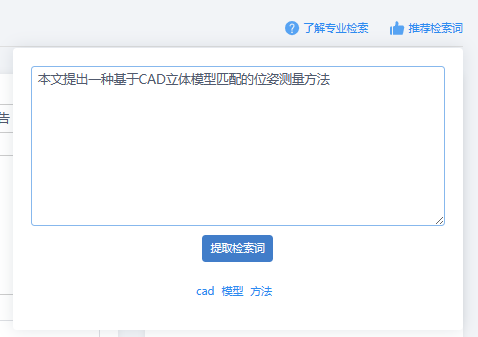 了解专业检索 推荐检索词
告
本文提出一种基于CAD立体模型匹配的位姿测量方法
提取检索词
cad 模型 方法